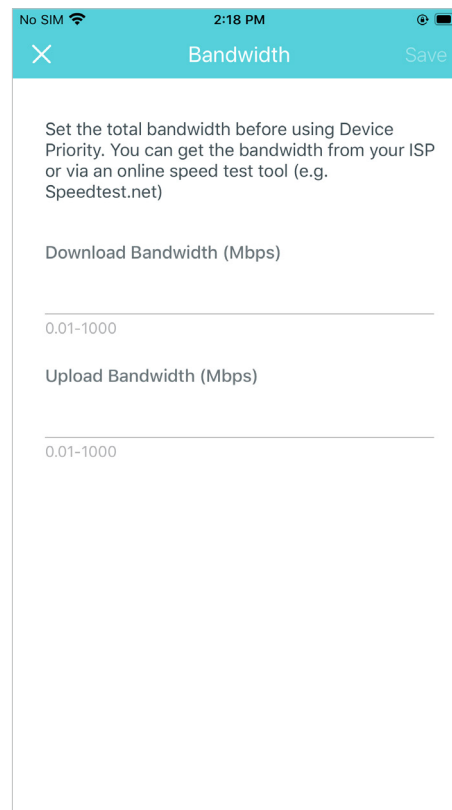 No SIM 2:18 PM
Bandwidth Save
Set the total bandwidth before using Device
Priority. You can get the bandwidth from your ISP
or via an online speed test tool (e.g.
Speedtest.net)
Download Bandwidth (Mbps)
0.01-1000
Upload Bandwidth (Mbps)
0.01-1000